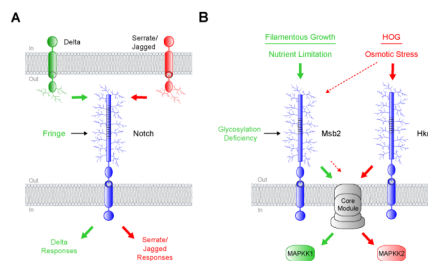 A
Delta
Serrate/
Jagged
In
Out
Fringe
Notch
Out
In
Delta
Responses
Serrate/
Jagged
Responses
B
Filamentous Growth
HOG
Nutrient Limitation
Osmotic Stress
Glycosylation
Deficiency
Msb2
Hk
Out
In
Core
Module
MAPKK1
MAPKK2